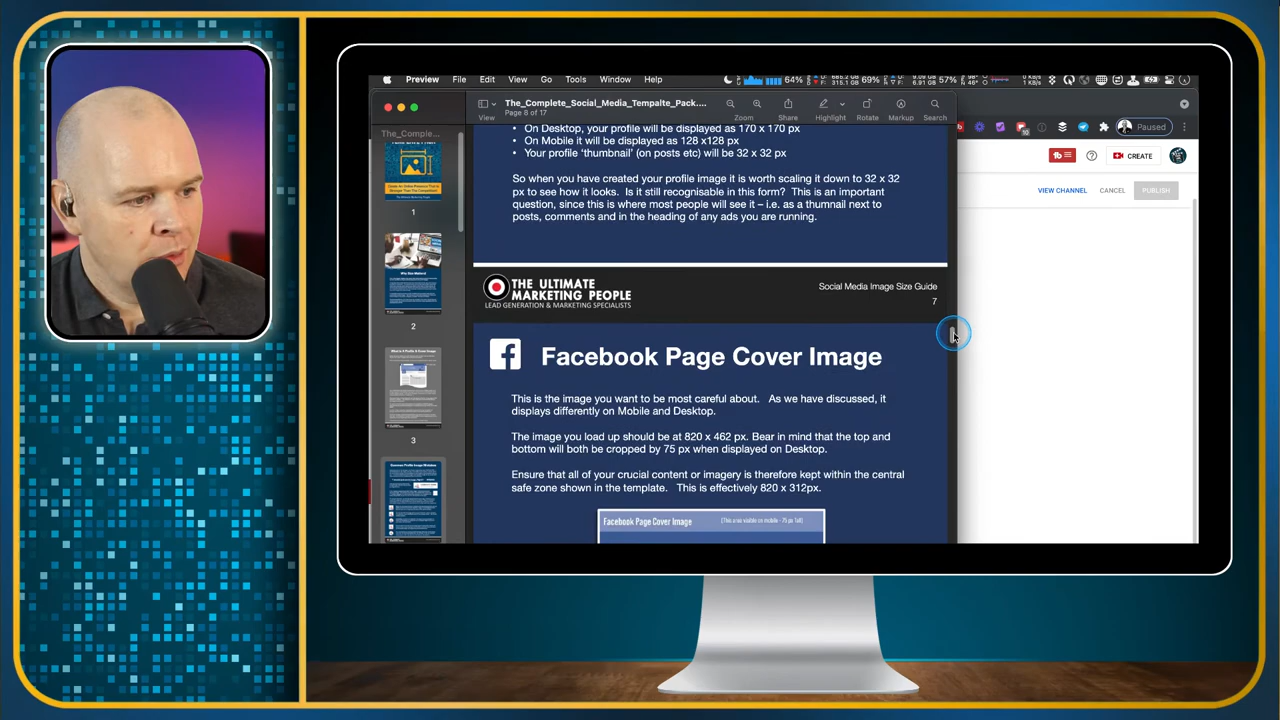 Preview File Edit View Go Tools Window Help
64% 69% 57%
The_Complete_Social_Media_Tempalte_Pack....
Page 8 of 17
View Zoom Share Highlight Rotate Markup Search
The_Comple...
1
2
3
• On Desktop, your profile will be displayed as 170 x 170 px
• On Mobile it will be displayed as 128 x128 px
• Your profile ‘thumbnail’ (on posts etc) will be 32 x 32 px
So when you have created your profile image it is worth scaling it down to 32 x 32
px to see how it looks. Is it still recognisable in this form? This is an important
question, since this is where most people will see it – i.e. as a thumnail next to
posts, comments and in the heading of any ads you are running.
THE ULTIMATE
MARKETING PEOPLE
LEAD GENERATION & MARKETING SPECIALISTS
Social Media Image Size Guide
7
Facebook Page Cover Image
This is the image you want to be most careful about. As we have discussed, it
displays differently on Mobile and Desktop.
The image you load up should be at 820 x 462 px. Bear in mind that the top and
bottom will both be cropped by 75 px when displayed on Desktop.
Ensure that all of your crucial content or imagery is therefore kept within the central
safe zone shown in the template. This is effectively 820 x 312px.
Facebook Page Cover Image
Paused
CREATE
VIEW CHANNEL CANCEL PUBLISH